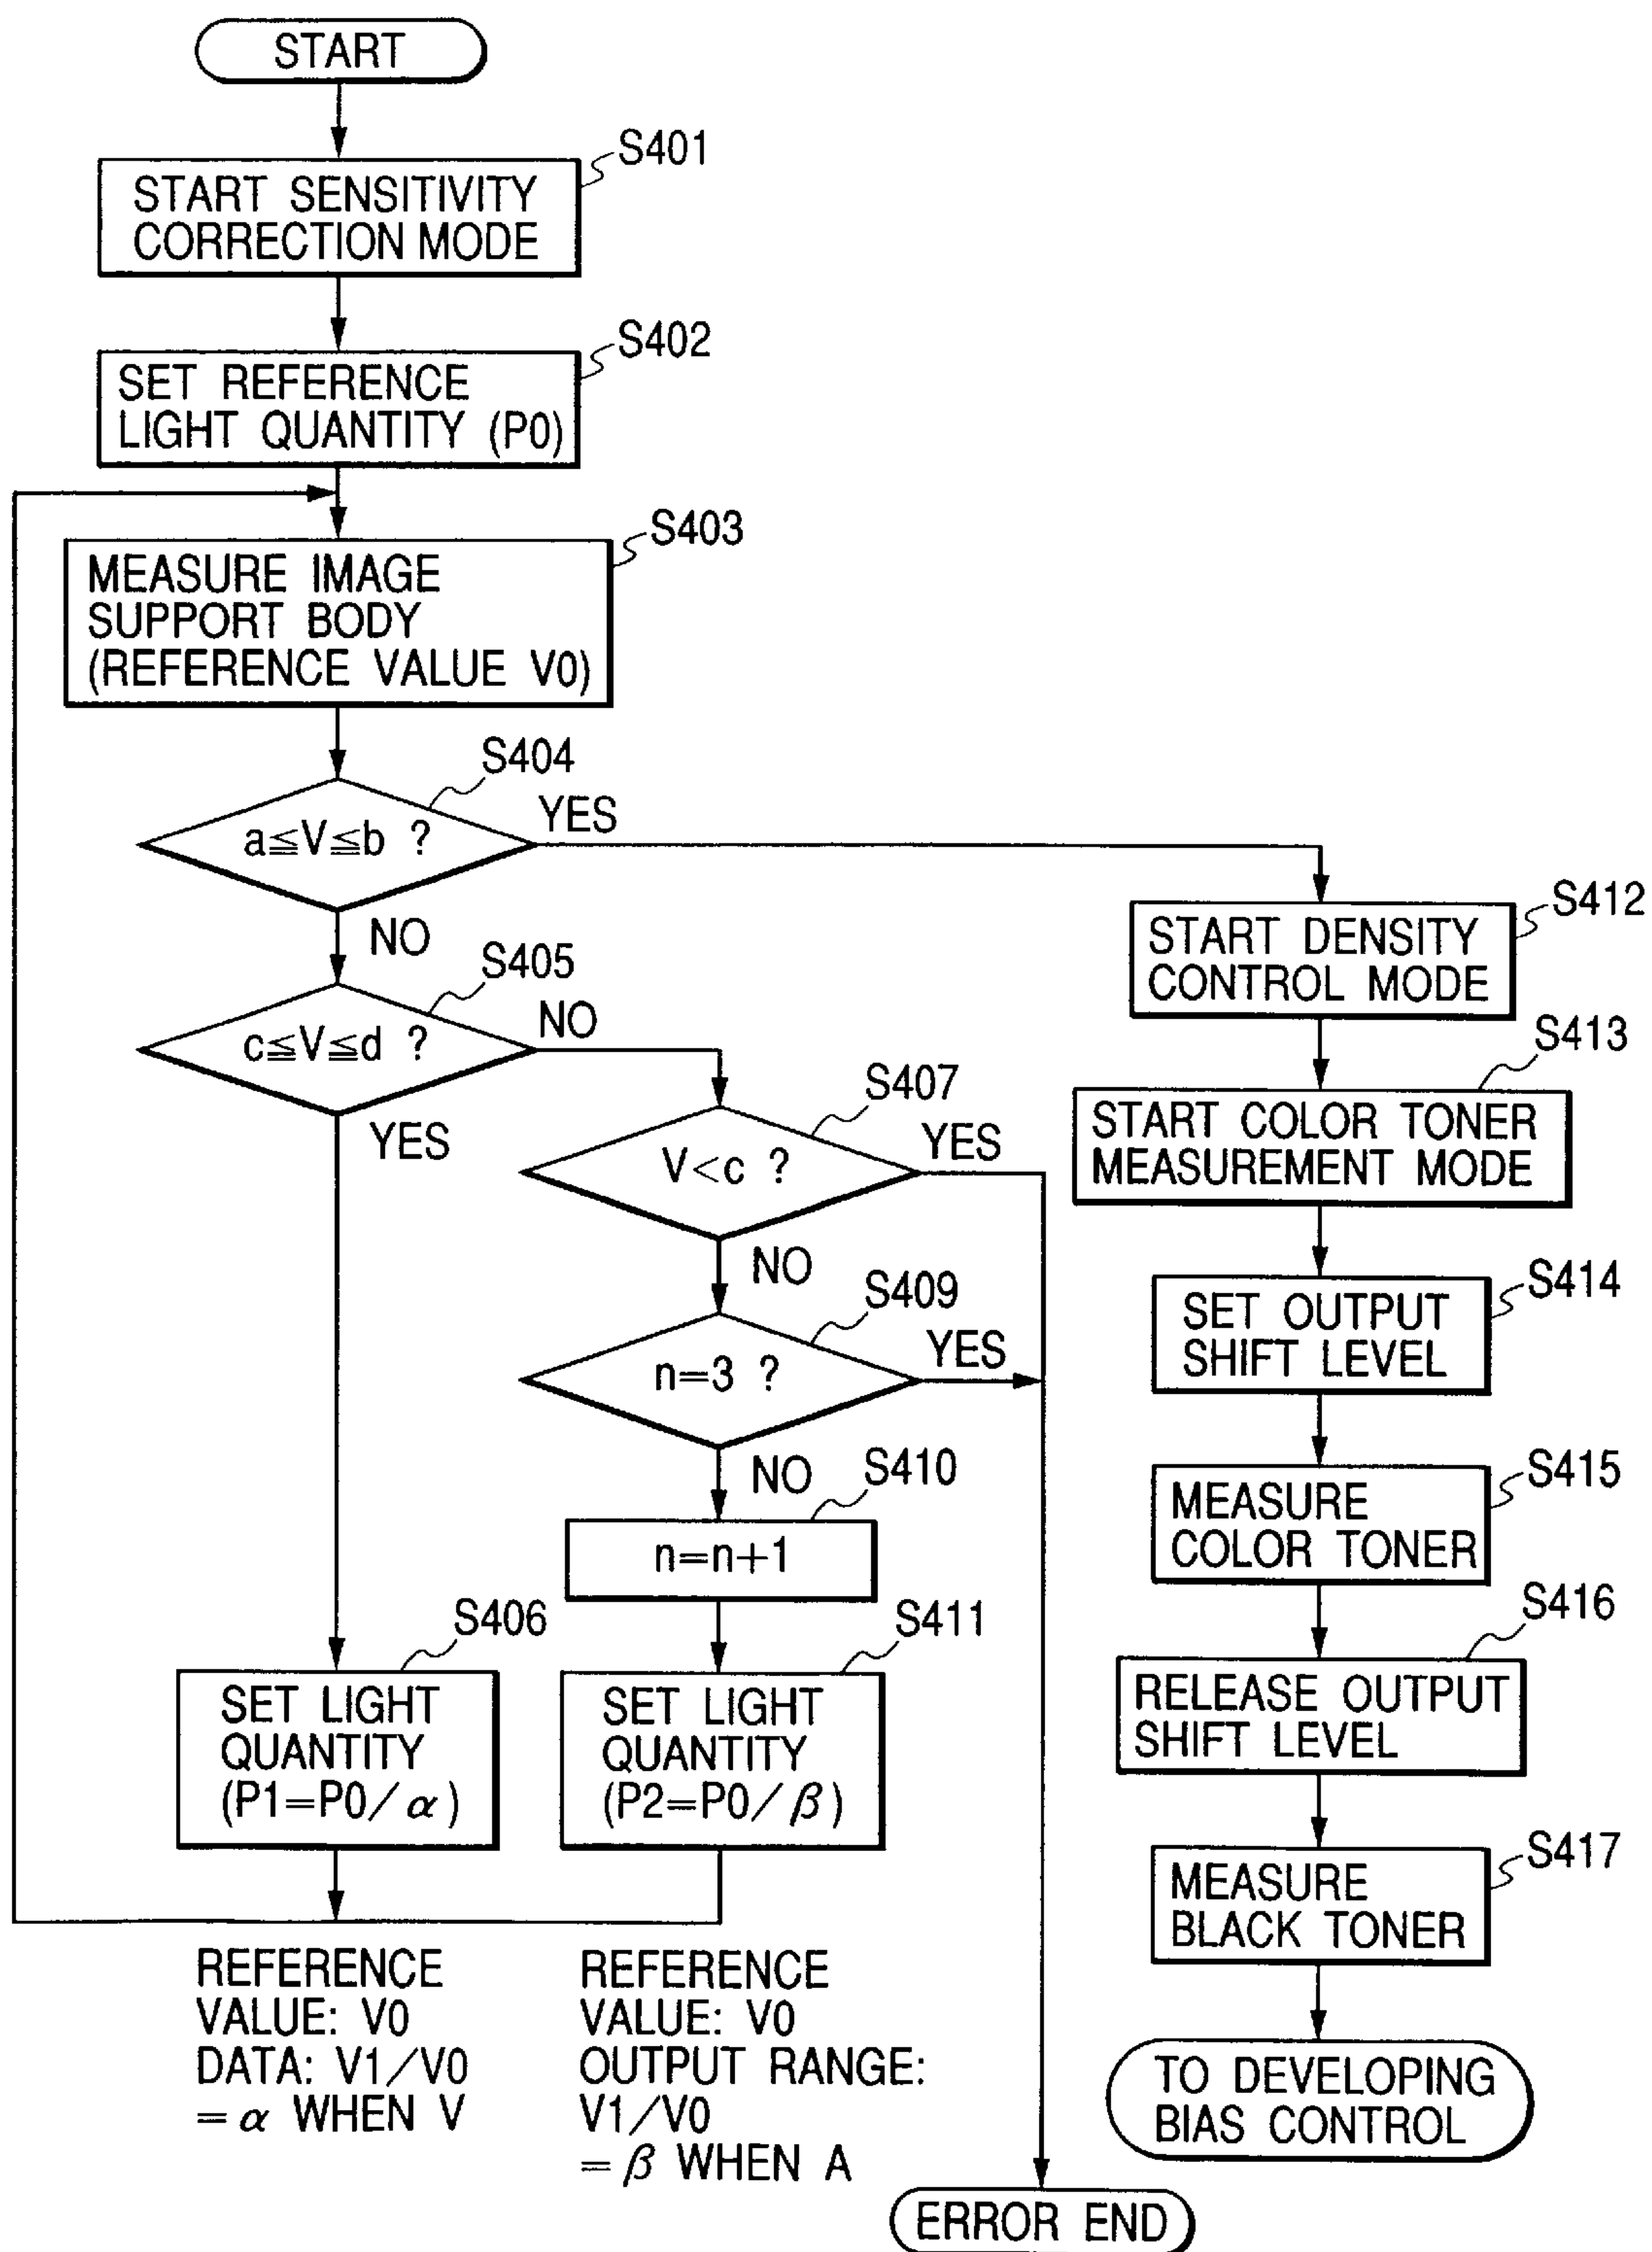 START
S401
START SENSITIVITY
CORRECTION MODE
S402
SET REFERENCE
LIGHT QUANTITY (P0)
S403
MEASURE IMAGE
SUPPORT BODY
(REFERENCE VALUE V0)
S404
a≦V≦b ?
YES
NO
S405
c≦V≦d ?
NO
YES
S407
V<c ?
YES
NO
S409
n=3 ?
YES
NO
S410
n=n+1
S406
SET LIGHT
QUANTITY
(P1=P0/α)
S411
SET LIGHT
QUANTITY
(P2=P0/β)
REFERENCE
VALUE: V0
DATA: V1/V0
=α WHEN V
REFERENCE
VALUE: V0
OUTPUT RANGE:
V1/V0
=β WHEN A
ERROR END
S412
START DENSITY
CONTROL MODE
S413
START COLOR TONER
MEASUREMENT MODE
S414
SET OUTPUT
SHIFT LEVEL
S415
MEASURE
COLOR TONER
S416
RELEASE OUTPUT
SHIFT LEVEL
S417
MEASURE
BLACK TONER
TO DEVELOPING
BIAS CONTROL